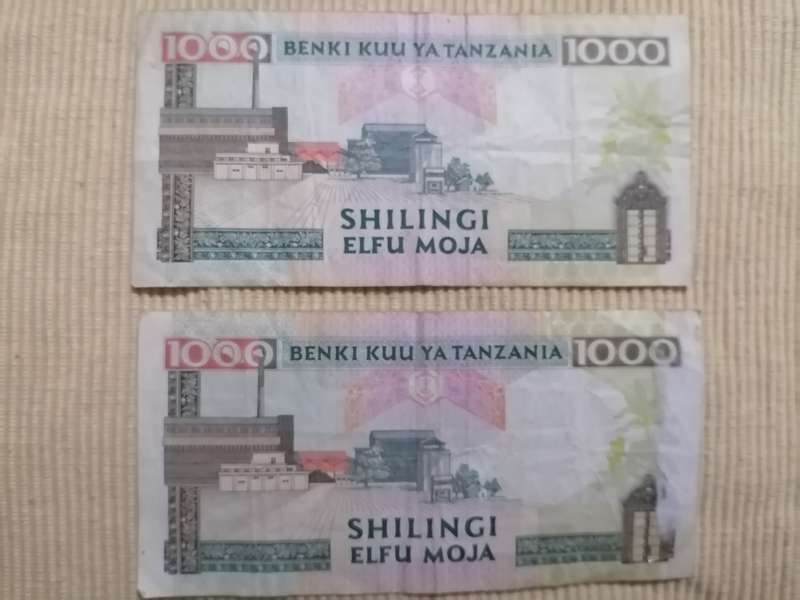 1000 BENKI KUU YA TANZANIA 1000
SHILINGI
ELFU MOJA
1000 BENKI KUU YA TANZANIA 1000
SHILINGI
ELFU MOJA